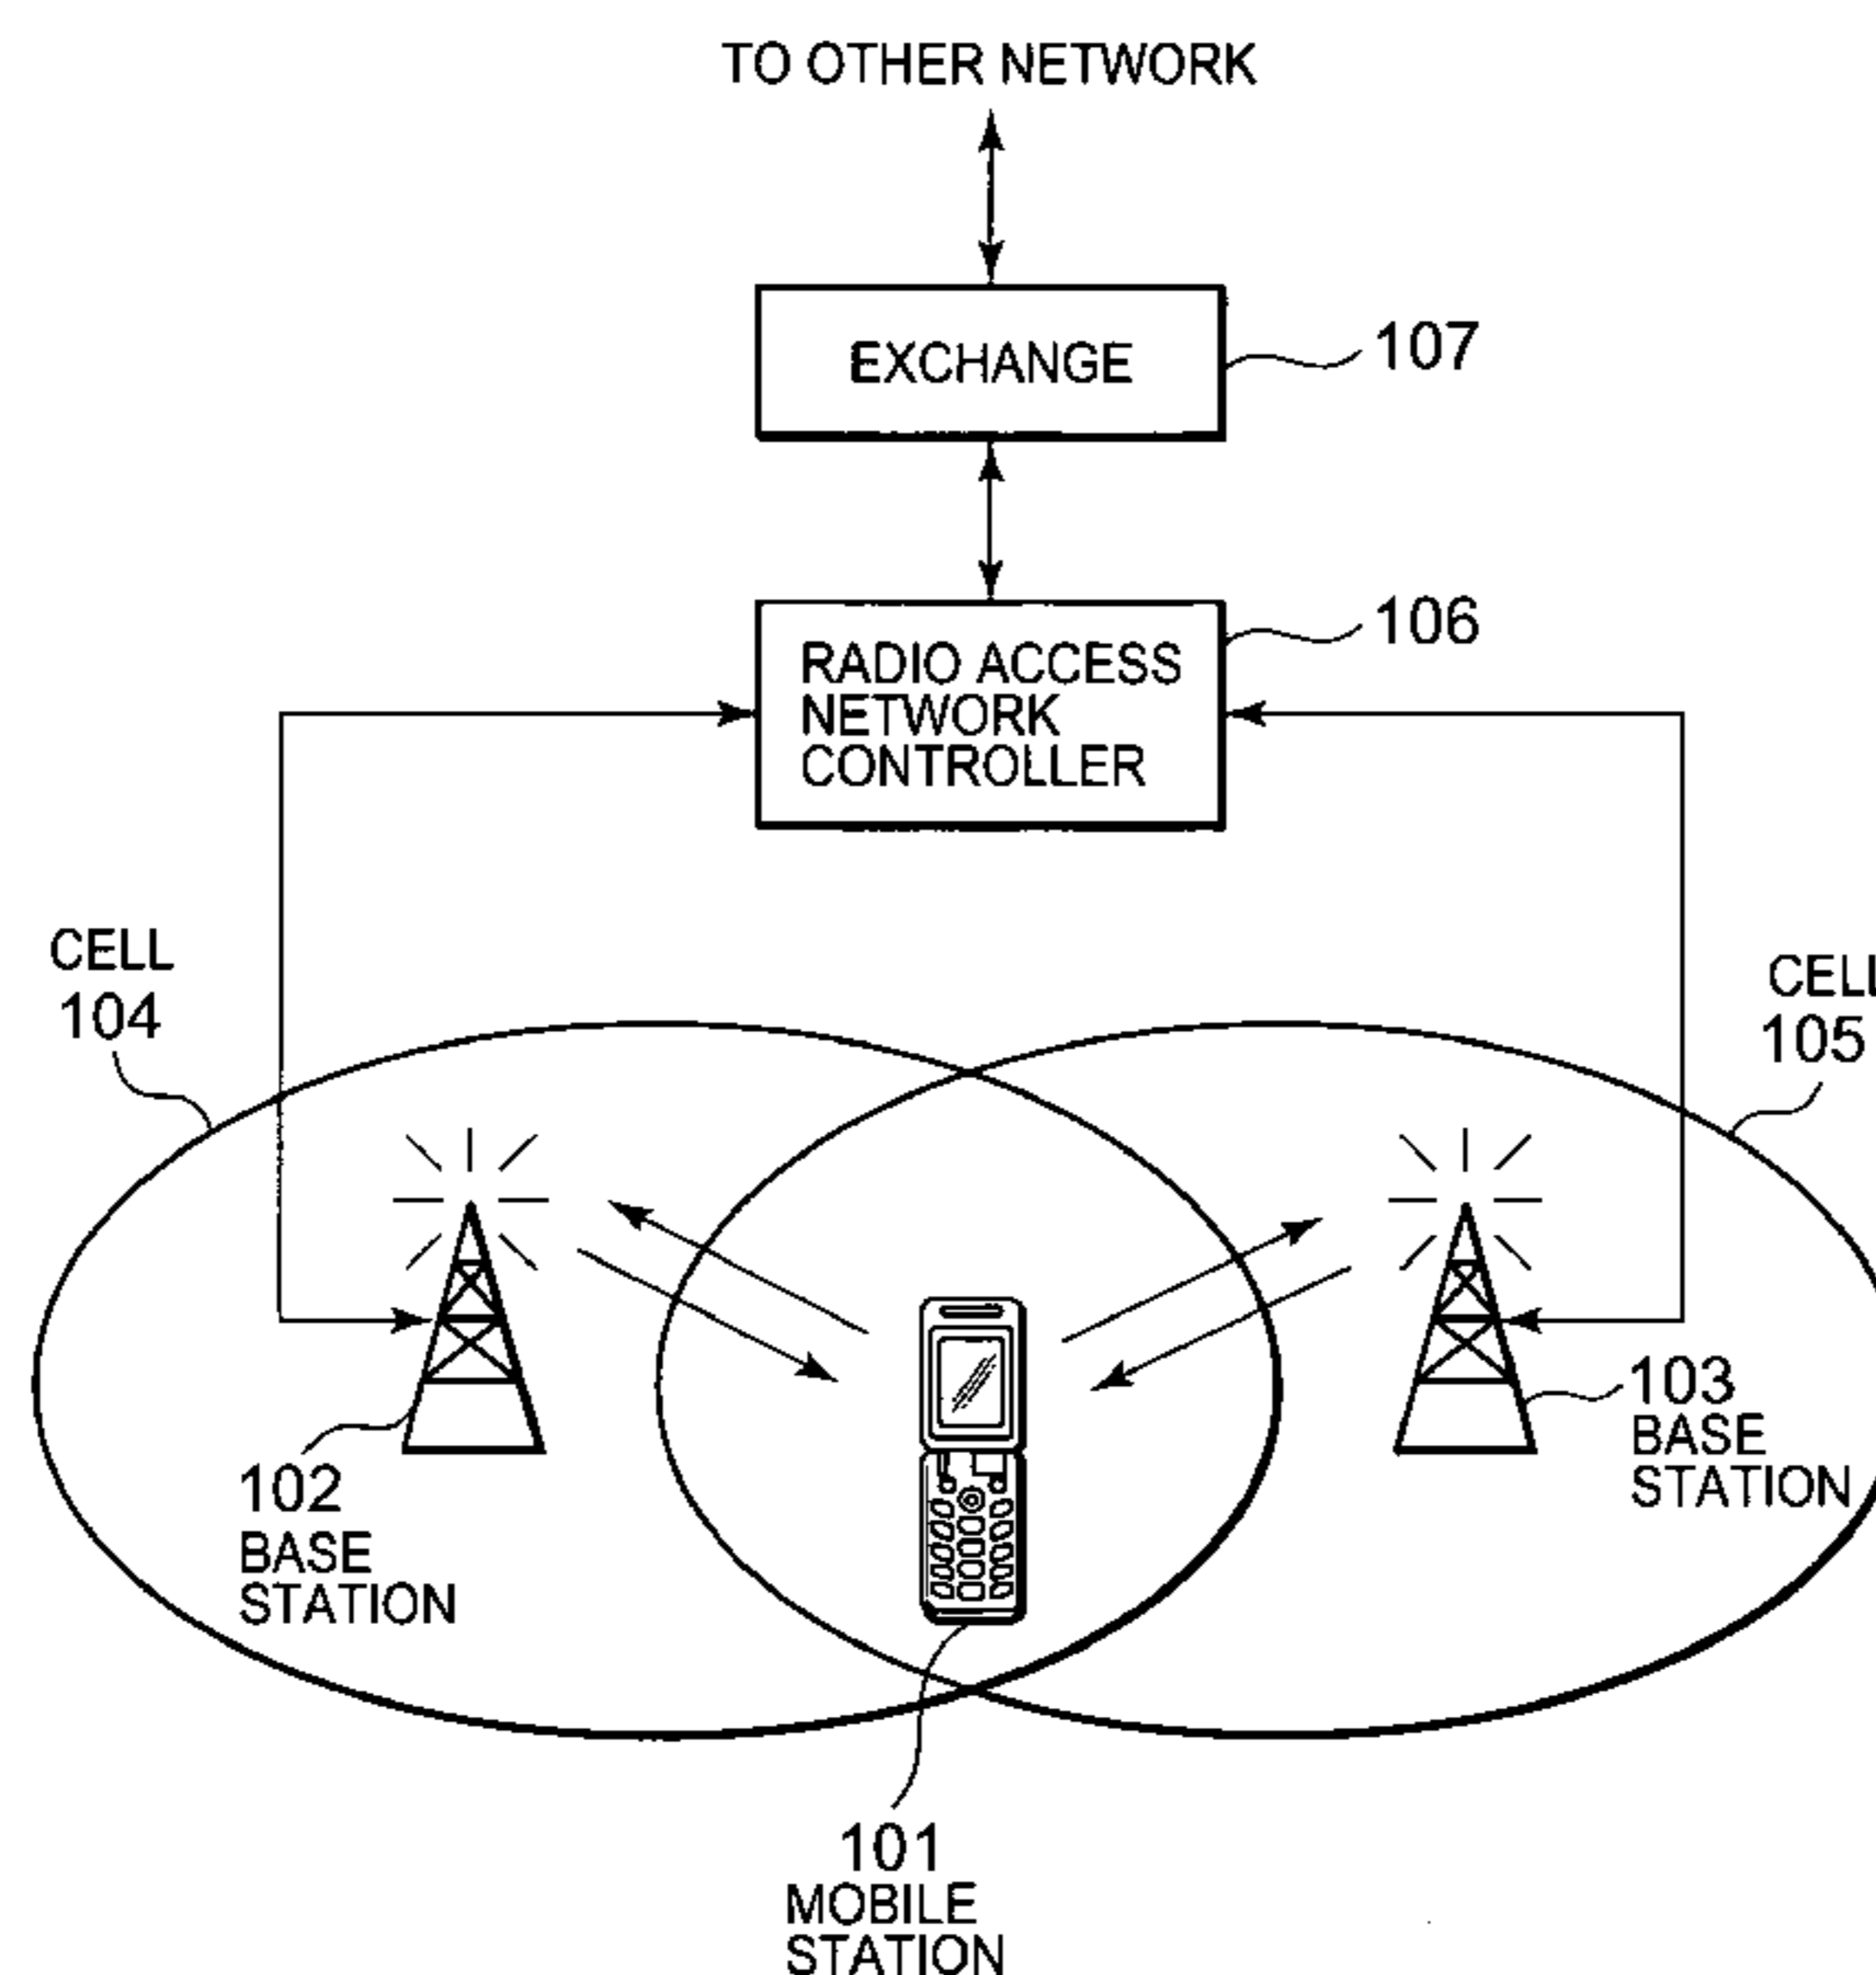 TO OTHER NETWORK
EXCHANGE
107
106
RADIO ACCESS
NETWORK
CONTROLLER
CELL
104
CELL
105
103
BASE
STATION
102
BASE
STATION
101
MOBILE
STATION